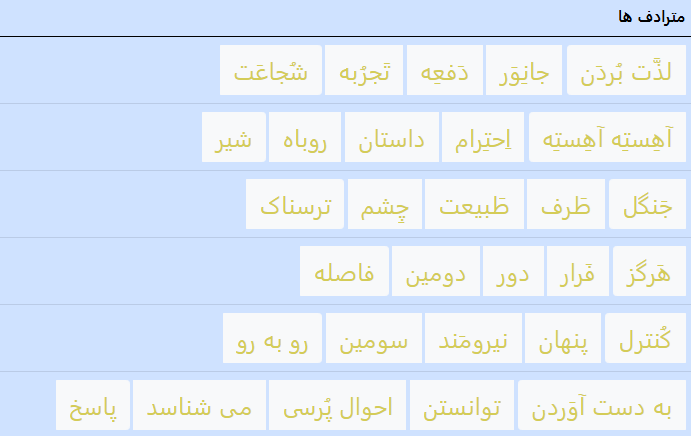 مترادف ها
لذَّت بُردَن جانِوَر دَفعِه تَجرُبه شُجاعَت
آهِستِه آهِستِه اِحتِرام داستان روباه شیر
جَنگل طَرف طَبیعت چِشم ترسناک
هَرگز فَرار دور دومین فاصله
کُنترل پنهان نیرومَند سومین رو به رو
به دست آوَردن توانستن احوال پُرسی می شناسد پاسخ